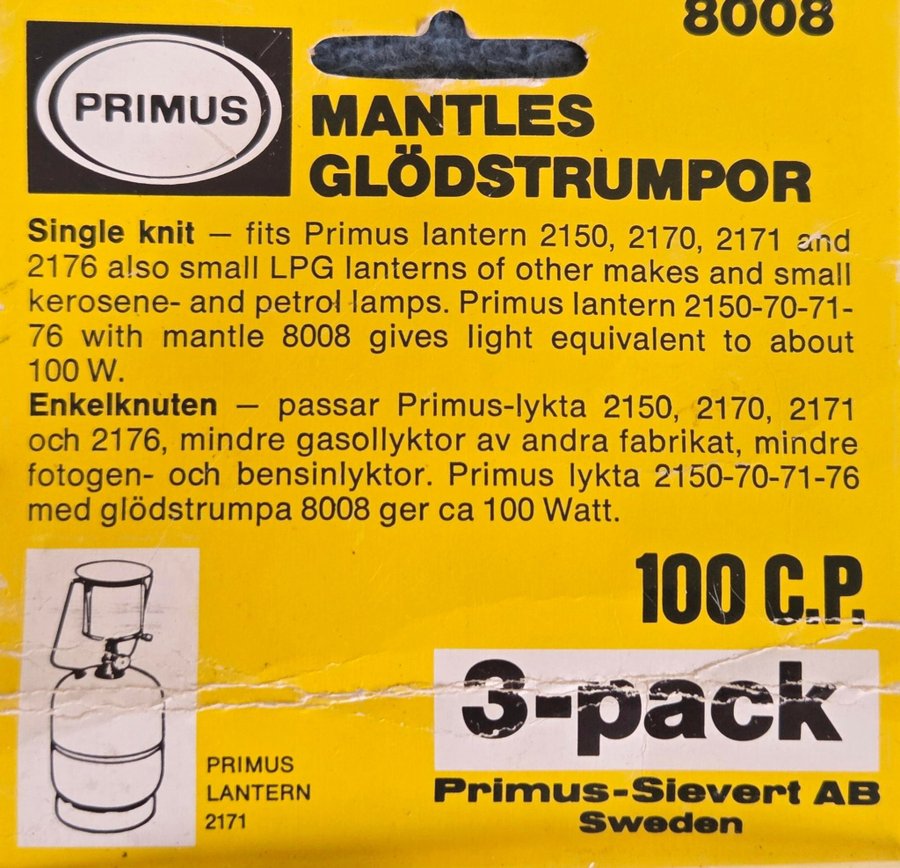 8008
PRIMUS
MANTLES
GLÖDSTRUMPOR
Single knit – fits Primus lantern 2150, 2170, 2171 and
2176 also small LPG lanterns of other makes and small
kerosene- and petrol lamps. Primus lantern 2150-70-71-
76 with mantle 8008 gives light equivalent to about
100 W.
Enkelknuten – passar Primus-lykta 2150, 2170, 2171
och 2176, mindre gasollyktor av andra fabrikat, mindre
fotogen- och bensinlyktor. Primus lykta 2150-70-71-76
med glödstrumpa 8008 ger ca 100 Watt.
100 C.P.
3-pack
PRIMUS
LANTERN
2171
Primus-Sievert AB
Sweden